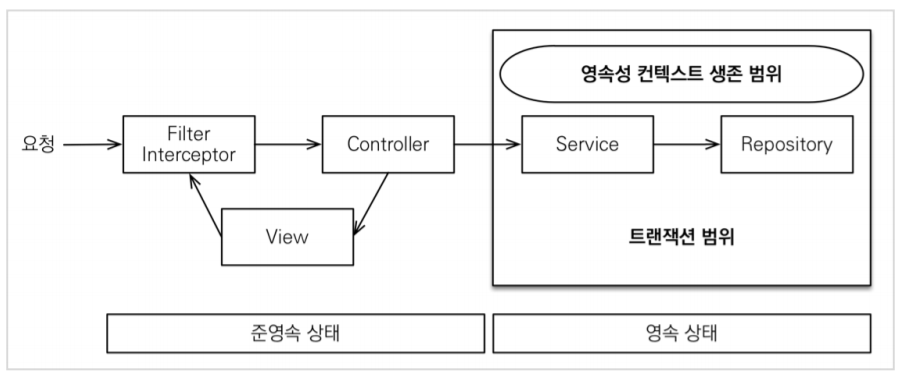 영속성 컨텍스트 생존 범위
요청
Filter
Interceptor
Controller
Service
Repository
View
트랜잭션 범위
준영속 상태
영속 상태